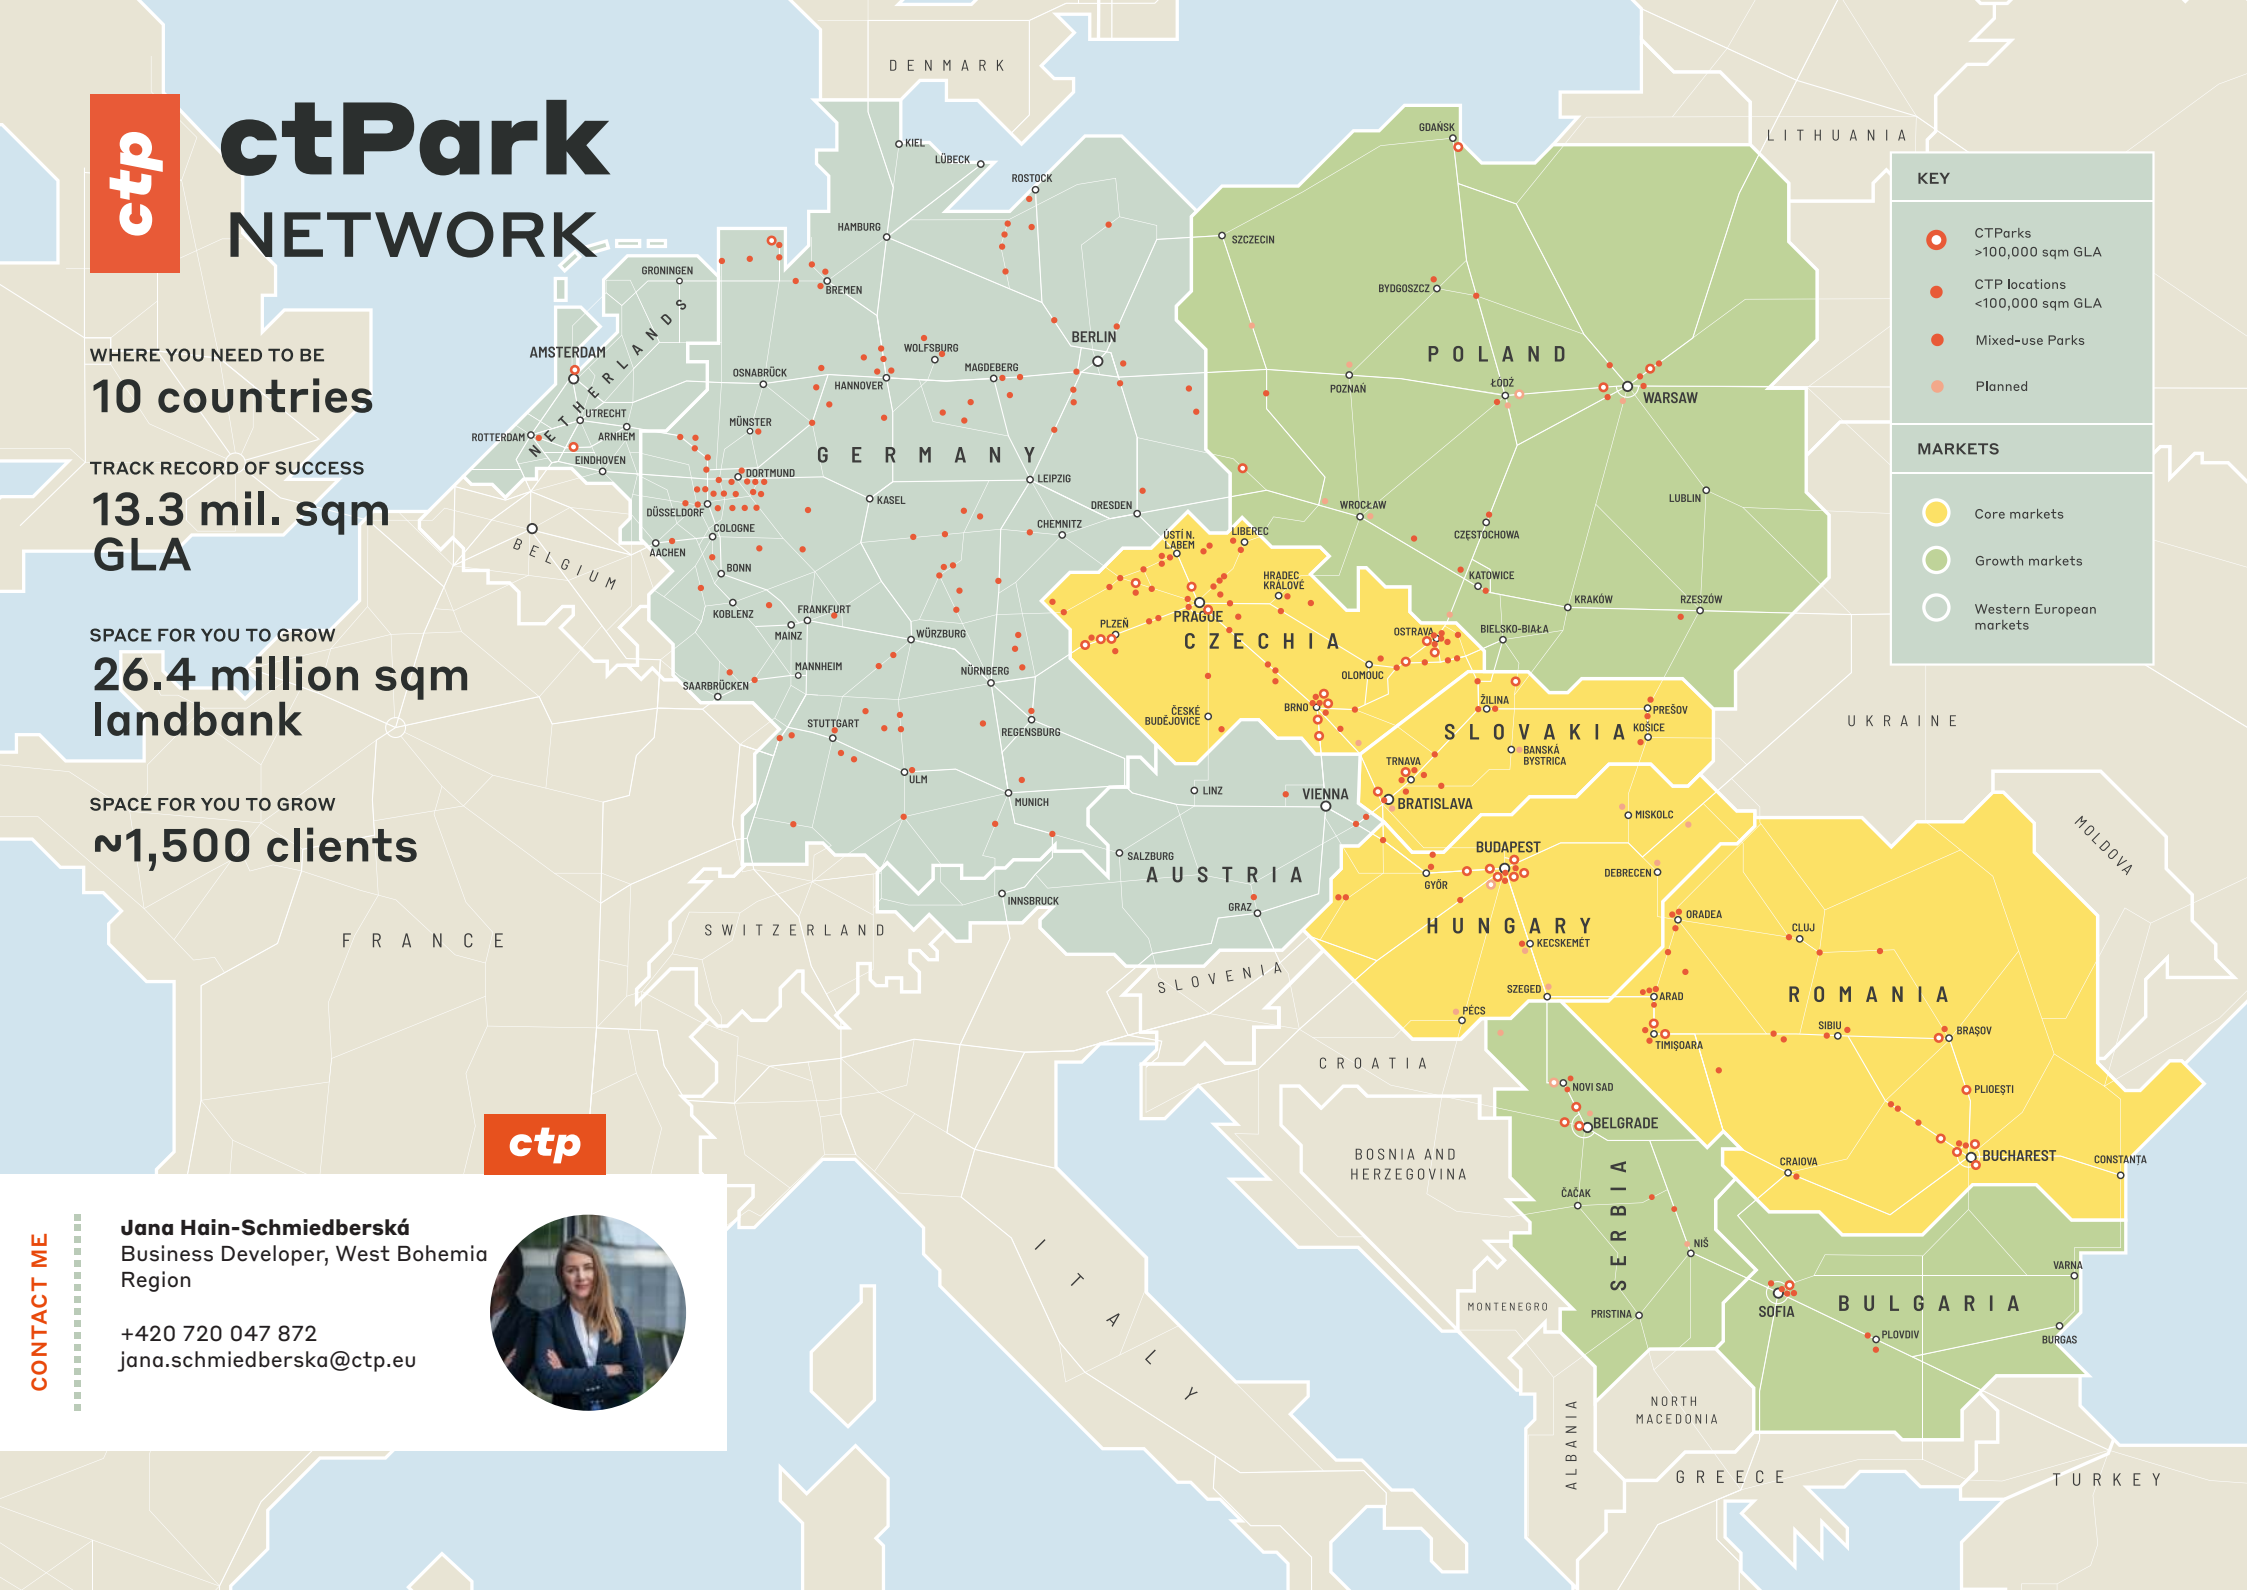 ctp
ctPark
NETWORK
WHERE YOU NEED TO BE
10 countries
TRACK RECORD OF SUCCESS
13.3 mil. sqm
GLA
SPACE FOR YOU TO GROW
26.4 million sqm
landbank
SPACE FOR YOU TO GROW
~1,500 clients
ctp
CONTACT ME
Jana Hain-Schmiedberská
Business Developer, West Bohemia
Region
+420 720 047 872
jana.schmiedberska@ctp.eu
KEY
CTParks
>100,000 sqm GLA
CTP locations
<100,000 sqm GLA
Mixed-use Parks
Planned
MARKETS
Core markets
Growth markets
Western European
markets
DENMARK
LITHUANIA
KIEL
LÜBECK
ROSTOCK
HAMBURG
GRONINGEN
BREMEN
AMSTERDAM
NETHERLANDS
UTRECHT
ROTTERDAM
ARNHEM
EINDHOVEN
BELGIUM
OSNABRÜCK
HANNOVER
WOLFSBURG
MAGDEBERG
BERLIN
MÜNSTER
GERMANY
DORTMUND
DÜSSELDORF
KASEL
LEIPZIG
DRESDEN
CHEMNITZ
COLOGNE
AACHEN
BONN
KOBLENZ
FRANKFURT
MAINZ
WÜRZBURG
MANNHEIM
SAARBRÜCKEN
NÜRNBERG
STUTTGART
REGENSBURG
ULM
MUNICH
GDAŃSK
SZCZECIN
BYDGOSZCZ
POLAND
POZNAŃ
ŁÓDŹ
WARSAW
WROCŁAW
LUBLIN
CZĘSTOCHOWA
KATOWICE
KRAKÓW
RZESZÓW
BIELSKO-BIAŁA
ÚSTÍ N.
LABEM
LIBEREC
HRADEC
KRÁLOVÉ
PRAGUE
PLZEŇ
CZECHIA
OSTRAVA
OLOMOUC
BRNO
ČESKÉ
BUDĚJOVICE
ŽILINA
PREŠOV
SLOVAKIA
KOŠICE
BANSKÁ
BYSTRICA
TRNAVA
BRATISLAVA
UKRAINE
MOLDOVA
LINZ
VIENNA
SALZBURG
AUSTRIA
INNSBRUCK
GRAZ
MISKOLC
BUDAPEST
DEBRECEN
GYŐR
HUNGARY
KECSKEMÉT
SZEGED
PÉCS
ORADEA
CLUJ
ROMANIA
ARAD
TIMIŞOARA
SIBIU
BRAŞOV
PLIOEŞTI
BUCHAREST
CRAIOVA
CONSTANŢA
FRANCE
SWITZERLAND
SLOVENIA
CROATIA
BOSNIA AND
HERZEGOVINA
NOVI SAD
BELGRADE
SERBIA
ČAČAK
NIŠ
PRISTINA
MONTENEGRO
ITALY
ALBANIA
NORTH
MACEDONIA
SOFIA
BULGARIA
PLOVDIV
VARNA
BURGAS
GREECE
TURKEY